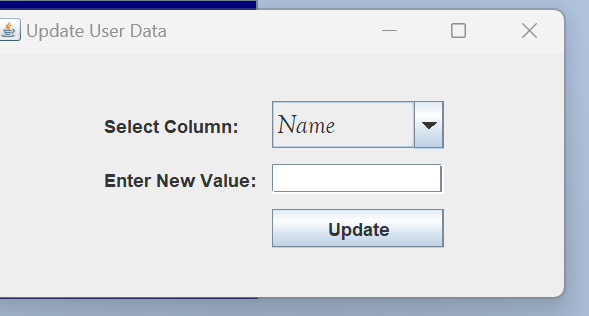 Update User Data
Select Column: Name
Enter New Value:
Update